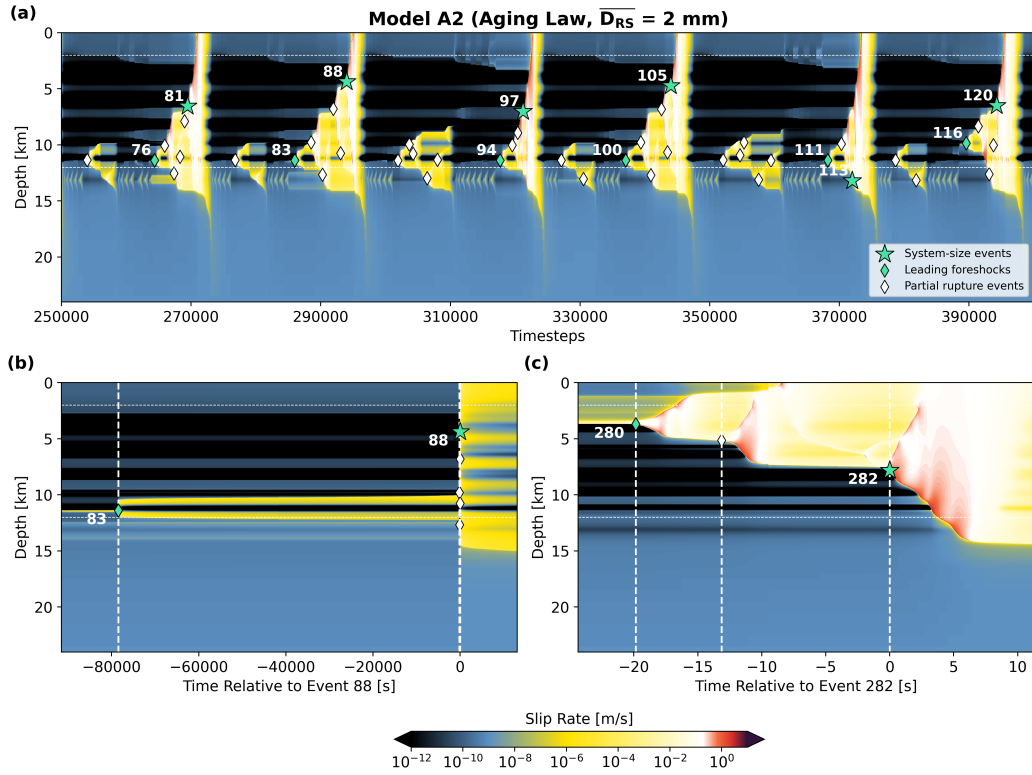 (a)
Model A2 (Aging Law, D̅R̅S̅ = 2 mm)
0
5
10
15
20
Depth [km]
81
76
88
83
97
94
105
100
111
113
120
116
System-size events
Leading foreshocks
Partial rupture events
250000 270000 290000 310000 330000 350000 370000 390000
Timesteps
(b)
0
5
10
15
20
Depth [km]
88
83
−80000 −60000 −40000 −20000 0
Time Relative to Event 88 [s]
(c)
0
5
10
15
20
Depth [km]
280
282
−20 −15 −10 −5 0 5 10
Time Relative to Event 282 [s]
Slip Rate [m/s]
10⁻¹² 10⁻¹⁰ 10⁻⁸ 10⁻⁶ 10⁻⁴ 10⁻² 10⁰